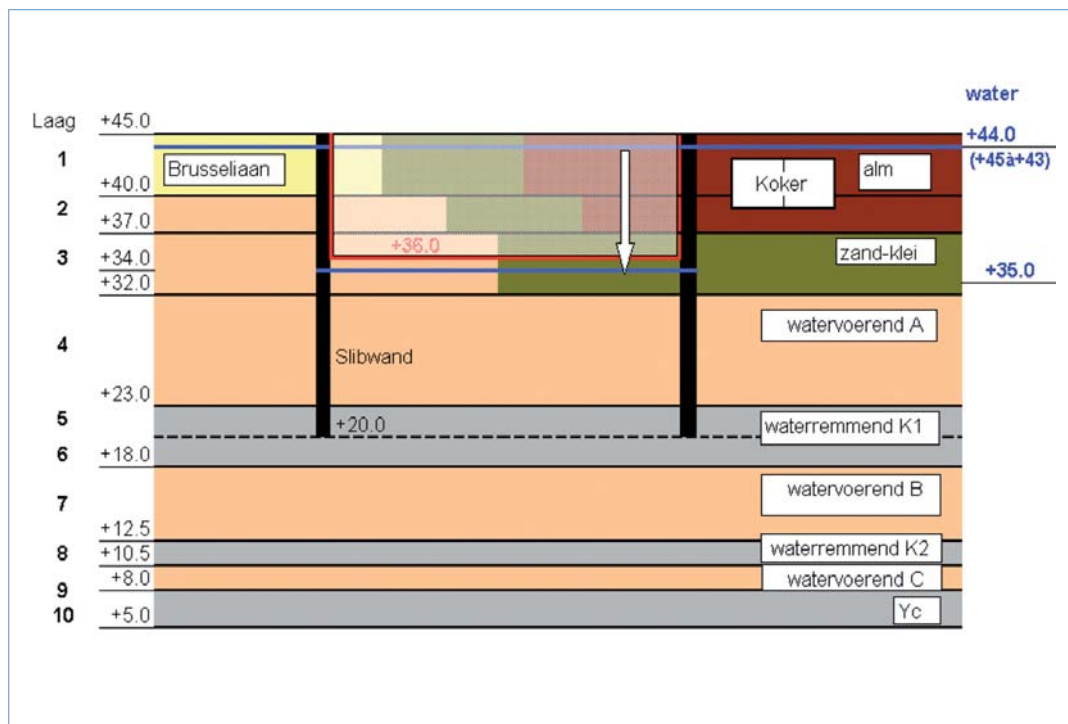 water
Laag +45.0 +44.0
1 Brusseliaan alm (+45à+43)
Koker
+40.0
2
+37.0
3 +36.0 zand-klei
+34.0 +35.0
+32.0
watervoerend A
4 Slibwand
+23.0
5 +20.0 waterremmend K1
6 +18.0
watervoerend B
7
+12.5
8 +10.5 waterremmend K2
+8.0 watervoerend C
9
10 +5.0 Yc